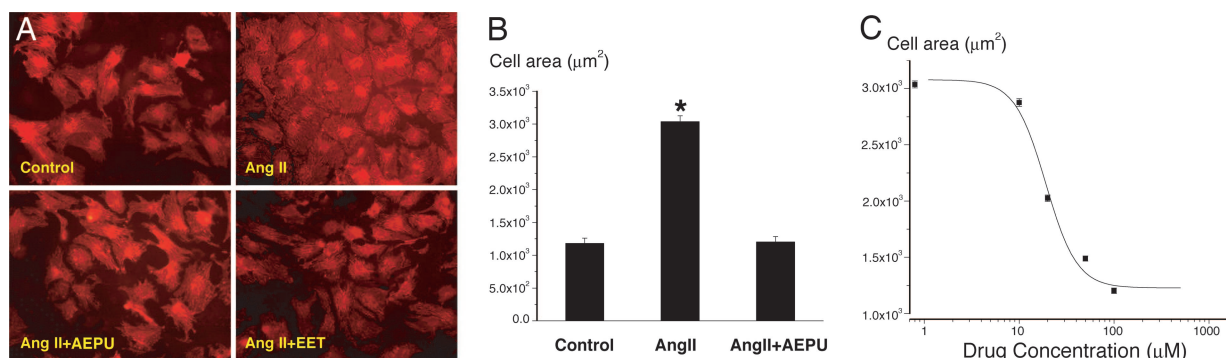 A
Control
Ang II
Ang II+AEPU
Ang II+EET
B
Cell area (μm²)
3.5x10³
3.0x10³
2.5x10³
2.0x10³
1.5x10³
1.0x10³
5.0x10²
0.0
*
Control
AngII
AngII+AEPU
C
Cell area (μm²)
3.0x10³
2.5x10³
2.0x10³
1.5x10³
1.0x10³
1
10
100
1000
Drug Concentration (μM)